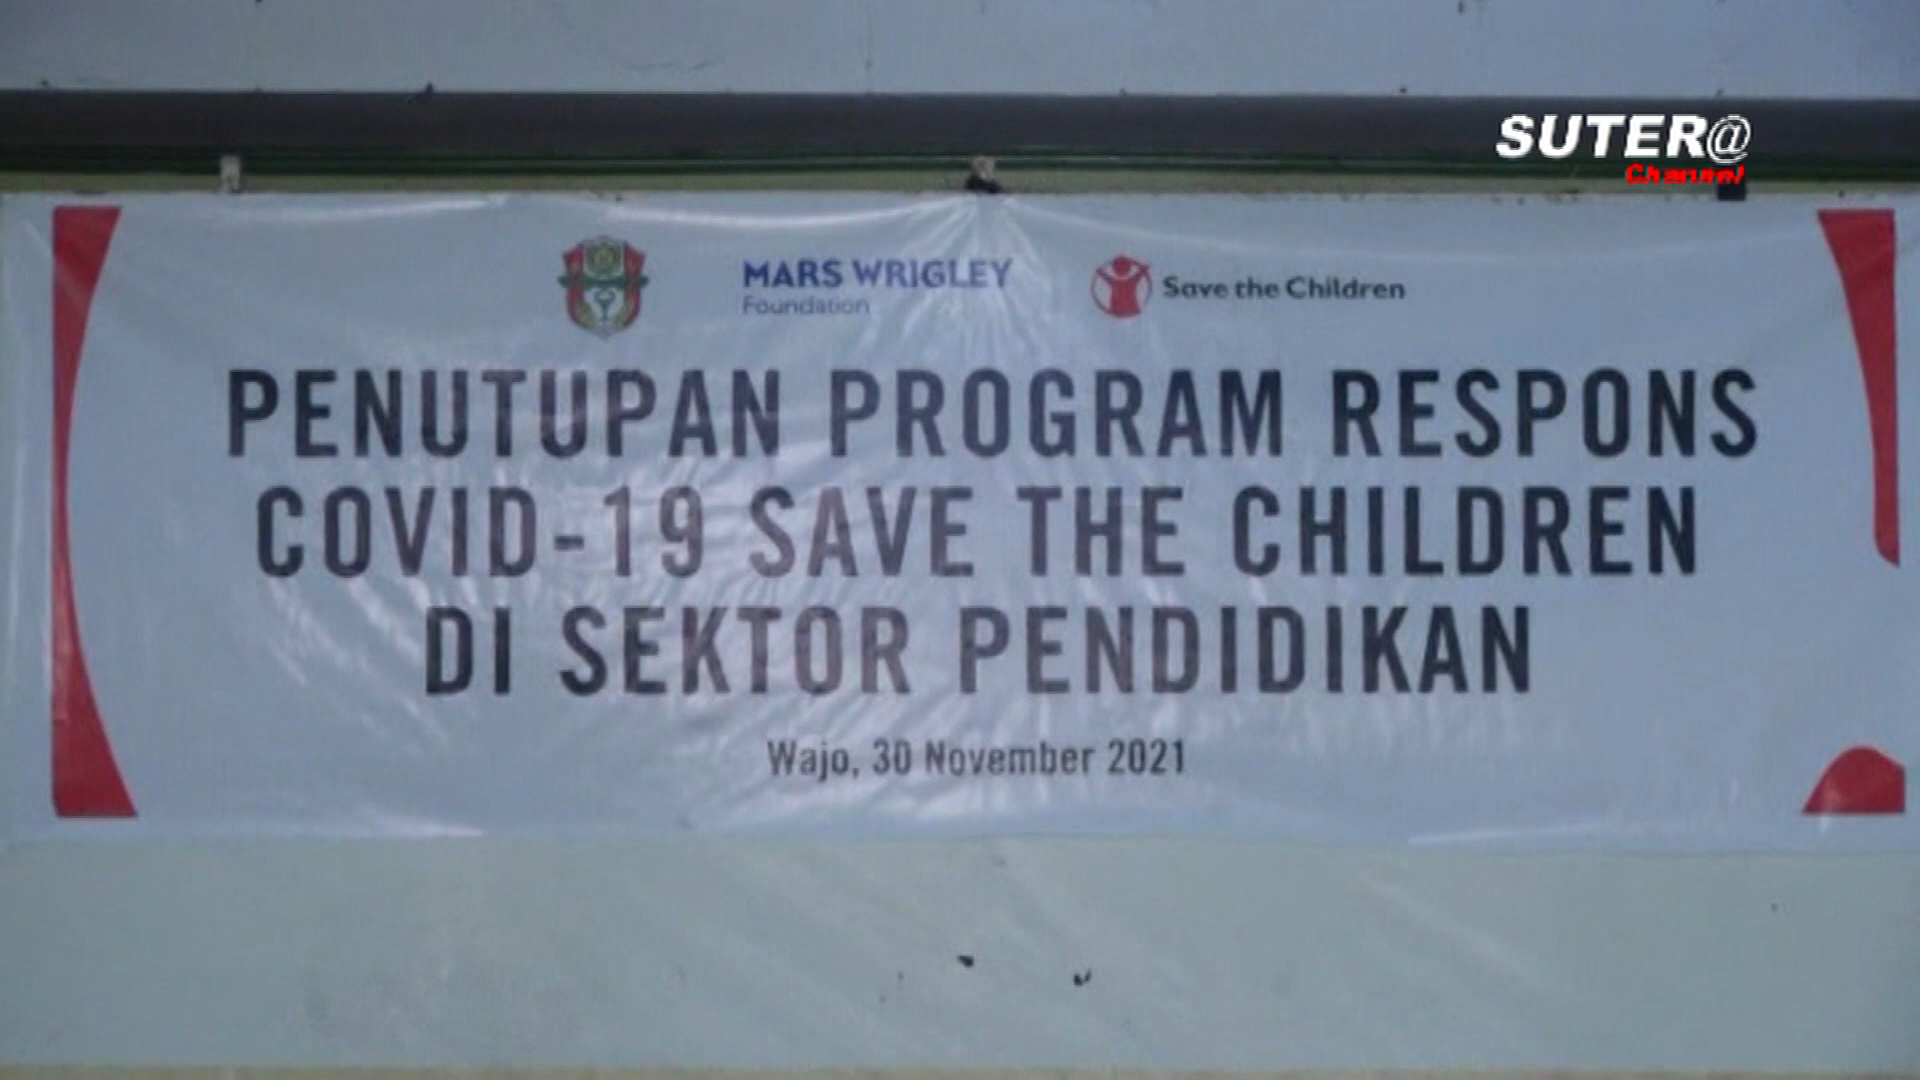 SUTER@
Channel
MARS WRIGLEY
Foundation
Save the Children
PENUTUPAN PROGRAM RESPONS
COVID-19 SAVE THE CHILDREN
DI SEKTOR PENDIDIKAN
Wajo, 30 November 2021